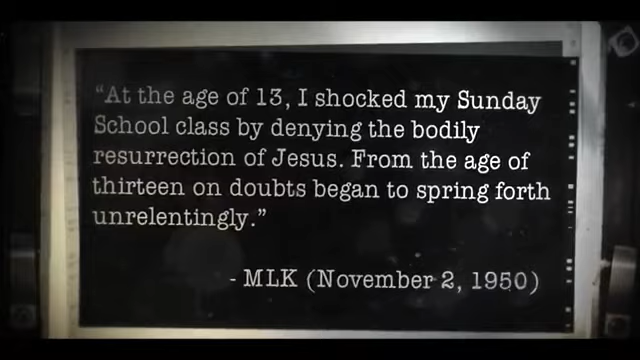 “At the age of 13, I shocked my Sunday
School class by denying the bodily
resurrection of Jesus. From the age of
thirteen on doubts began to spring forth
unrelentingly.”
- MLK (November 2, 1950)